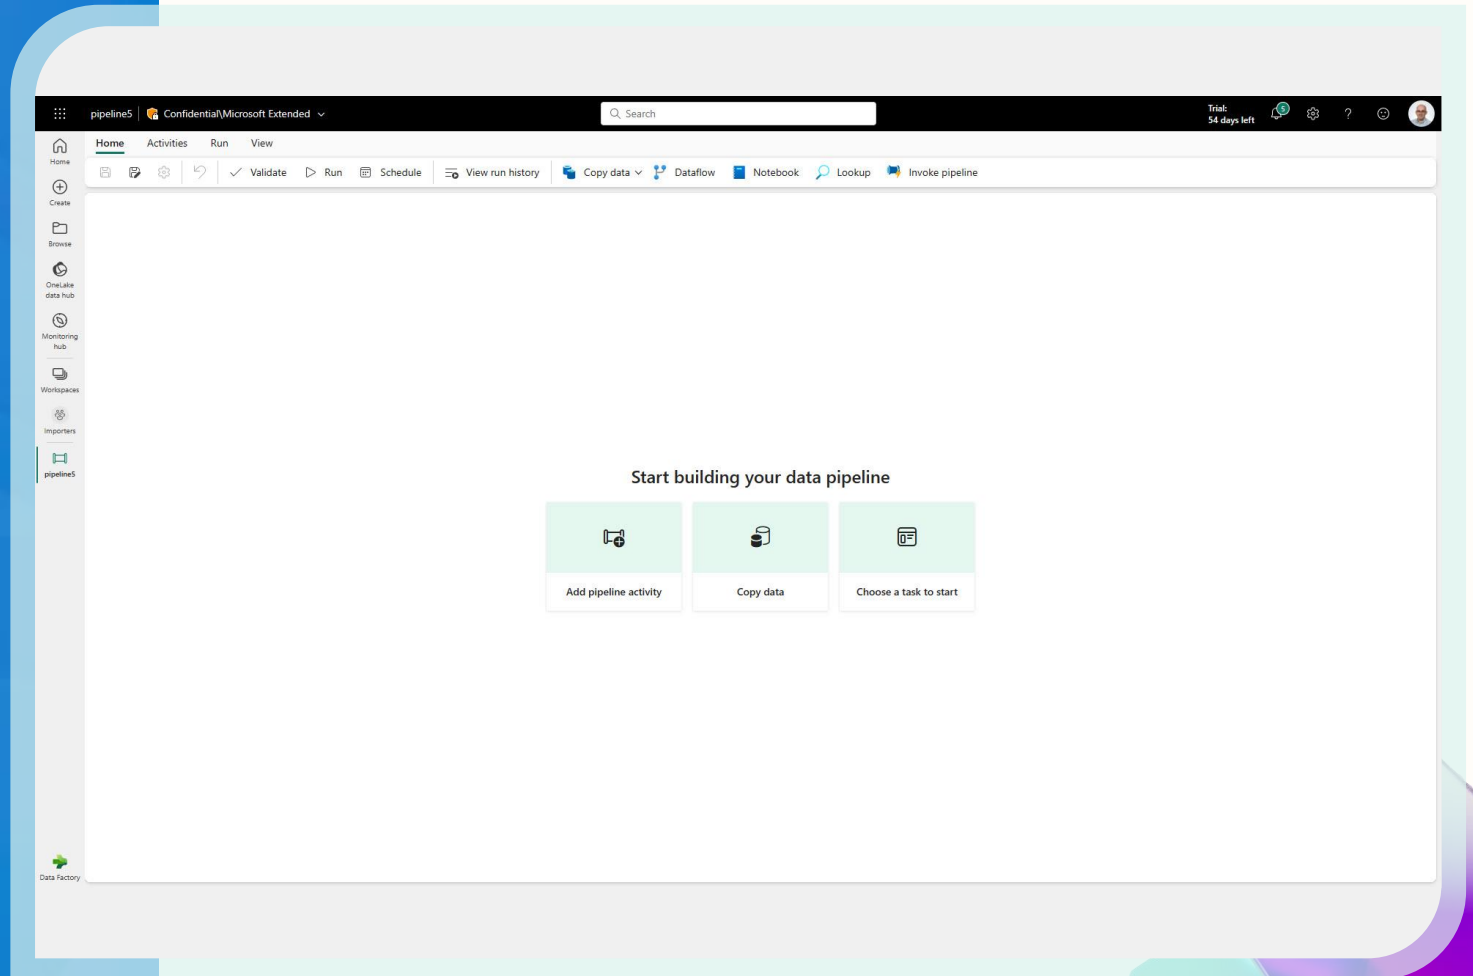 pipeline5
Confidential\Microsoft Extended
Search
Trial:
54 days left
5
?
Home
Activities
Run
View
Validate
Run
Schedule
View run history
Copy data
Dataflow
Notebook
Lookup
Invoke pipeline
Home
Create
Browse
OneLake
data hub
Monitoring
hub
Workspaces
Importers
pipeline5
Start building your data pipeline
Add pipeline activity
Copy data
Choose a task to start
Data Factory